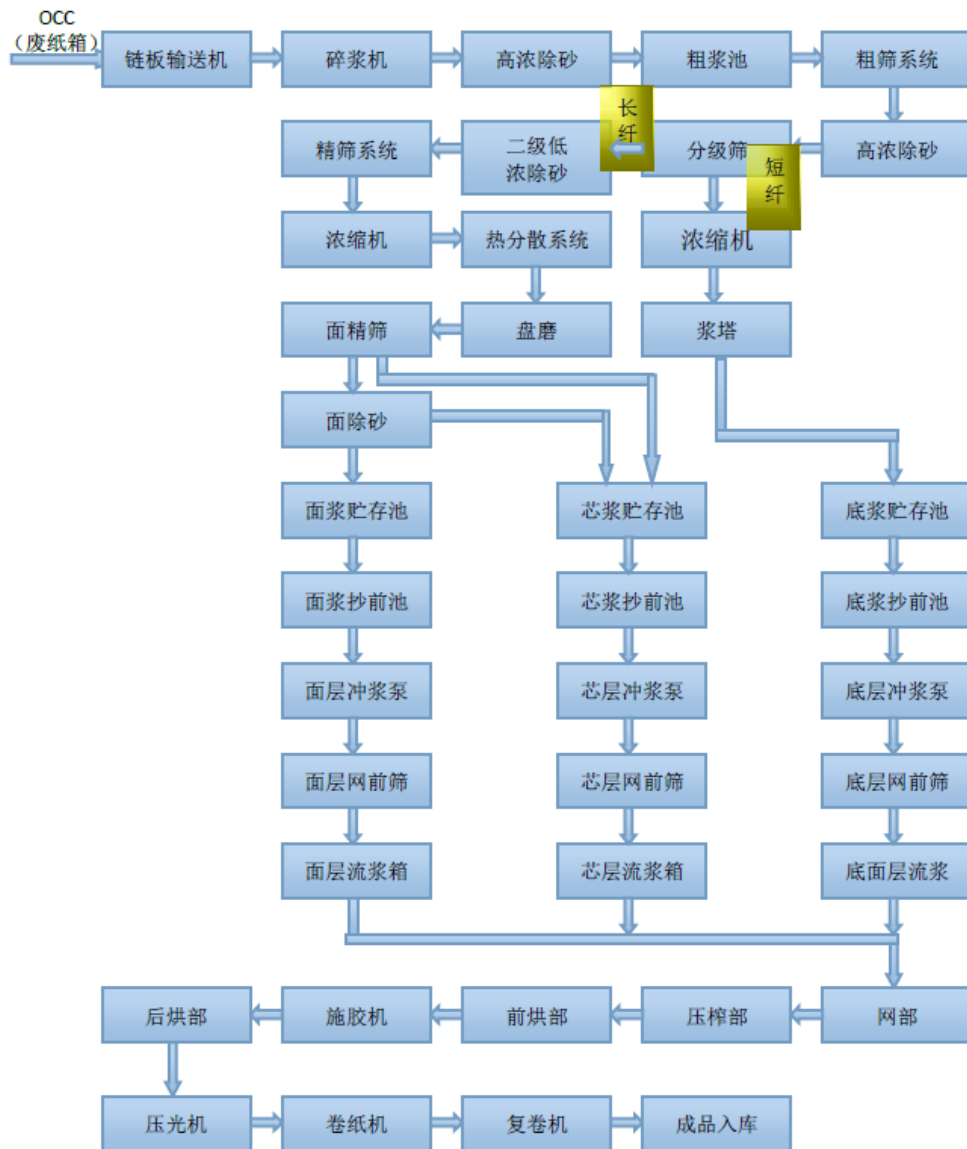 OCC
（废纸箱）
链板输送机
碎浆机
高浓除砂
粗浆池
粗筛系统
长
纤
精筛系统
二级低
浓除砂
分级筛
短
纤
高浓除砂
浓缩机
热分散系统
浓缩机
面精筛
盘磨
浆塔
面除砂
面浆贮存池
芯浆贮存池
底浆贮存池
面浆抄前池
芯浆抄前池
底浆抄前池
面层冲浆泵
芯层冲浆泵
底层冲浆泵
面层网前筛
芯层网前筛
底层网前筛
面层流浆箱
芯层流浆箱
底面层流浆
后烘部
施胶机
前烘部
压榨部
网部
压光机
卷纸机
复卷机
成品入库